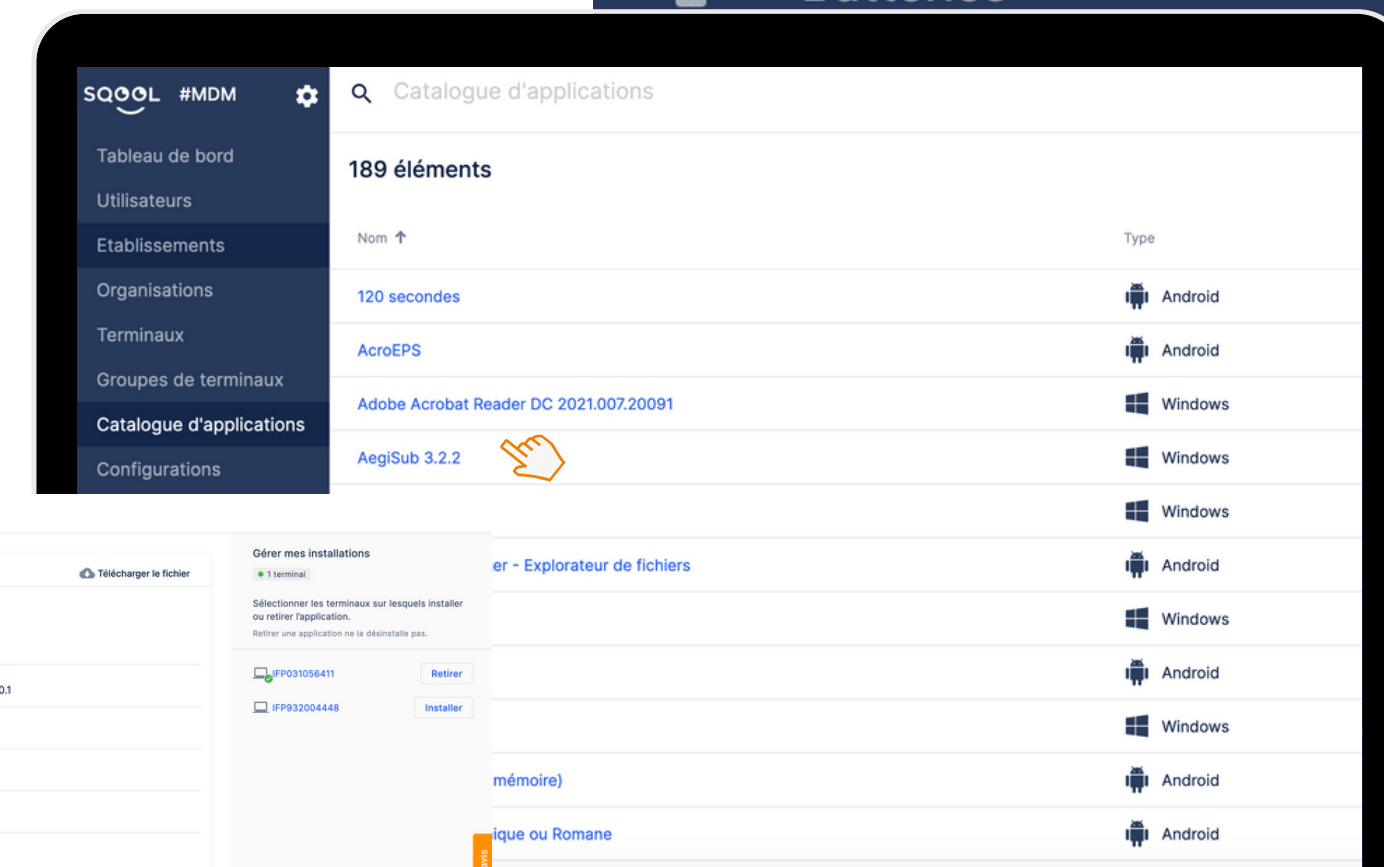 SQOOL #MDM
Catalogue d'applications
Tableau de bord
Utilisateurs
Etablissements
Organisations
Terminaux
Groupes de terminaux
Catalogue d'applications
Configurations
189 éléments
Nom ↑ Type
120 secondes Android
AcroEPS Android
Adobe Acrobat Reader DC 2021.007.20091 Windows
AegiSub 3.2.2 Windows
Windows
er - Explorateur de fichiers Android
Windows
Android
Windows
mémoire) Android
ique ou Romane Android
Télécharger le fichier
0.1
Gérer mes installations
1 terminal
Sélectionner les terminaux sur lesquels installer
ou retirer l'application.
Retirer une application ne la désinstalle pas.
IFP031056411 Retirer
IFP932004448 Installer
avis